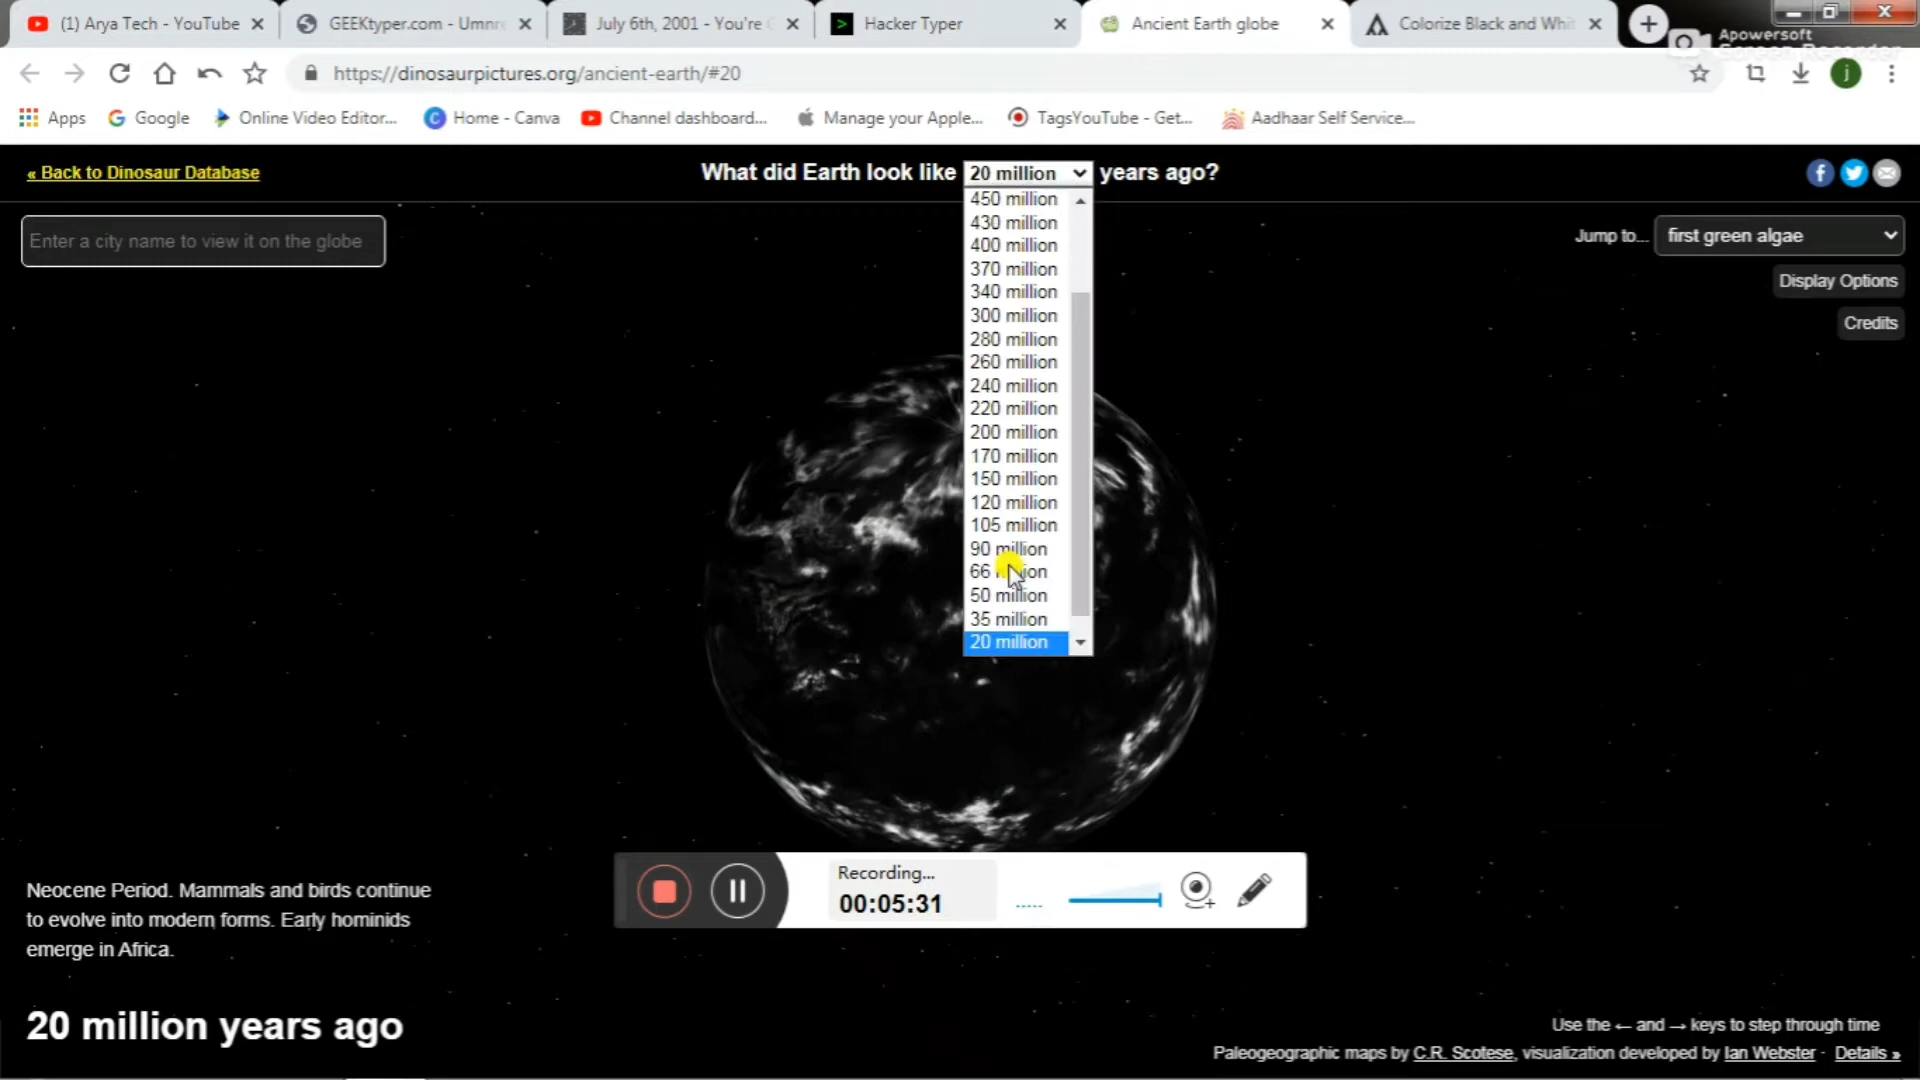 (1) Arya Tech - YouTube
GEEKtyper.com - Umnre
July 6th, 2001 - You're
Hacker Typer
Ancient Earth globe
Colorize Black and Whit
Apowersoft
Screen Recorder
https://dinosaurpictures.org/ancient-earth/#20
j
Apps
Google
Online Video Editor...
Home - Canva
Channel dashboard...
Manage your Apple...
TagsYouTube - Get...
Aadhaar Self Service...
« Back to Dinosaur Database
What did Earth look like 20 million years ago?
Enter a city name to view it on the globe
Jump to... first green algae
Display Options
Credits
450 million
430 million
400 million
370 million
340 million
300 million
280 million
260 million
240 million
220 million
200 million
170 million
150 million
120 million
105 million
90 million
66 million
50 million
35 million
20 million
Recording...
00:05:31
Neocene Period. Mammals and birds continue
to evolve into modern forms. Early hominids
emerge in Africa.
20 million years ago
Use the ← and → keys to step through time
Paleogeographic maps by C.R. Scotese, visualization developed by Ian Webster · Details »